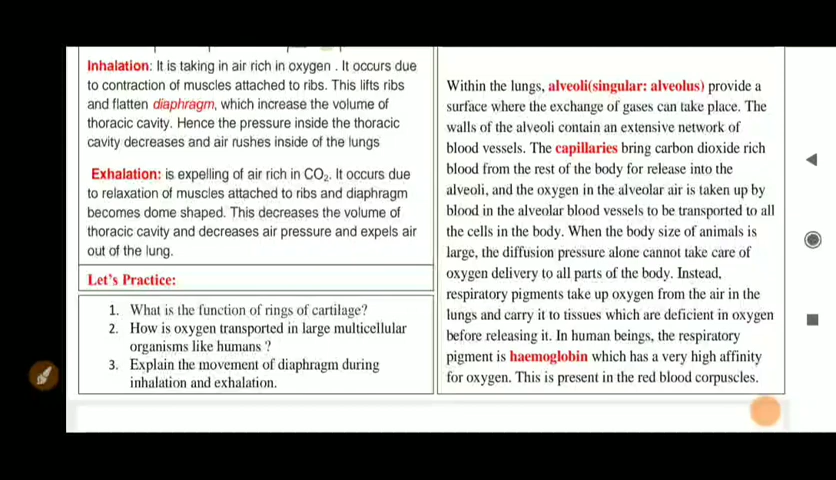 Inhalation: It is taking in air rich in oxygen . It occurs due
to contraction of muscles attached to ribs. This lifts ribs
and flatten diaphragm, which increase the volume of
thoracic cavity. Hence the pressure inside the thoracic
cavity decreases and air rushes inside of the lungs
Exhalation: is expelling of air rich in CO₂. It occurs due
to relaxation of muscles attached to ribs and diaphragm
becomes dome shaped. This decreases the volume of
thoracic cavity and decreases air pressure and expels air
out of the lung.
Let's Practice:
1. What is the function of rings of cartilage?
2. How is oxygen transported in large multicellular
organisms like humans ?
3. Explain the movement of diaphragm during
inhalation and exhalation.
Within the lungs, alveoli(singular: alveolus) provide a
surface where the exchange of gases can take place. The
walls of the alveoli contain an extensive network of
blood vessels. The capillaries bring carbon dioxide rich
blood from the rest of the body for release into the
alveoli, and the oxygen in the alveolar air is taken up by
blood in the alveolar blood vessels to be transported to all
the cells in the body. When the body size of animals is
large, the diffusion pressure alone cannot take care of
oxygen delivery to all parts of the body. Instead,
respiratory pigments take up oxygen from the air in the
lungs and carry it to tissues which are deficient in oxygen
before releasing it. In human beings, the respiratory
pigment is haemoglobin which has a very high affinity
for oxygen. This is present in the red blood corpuscles.